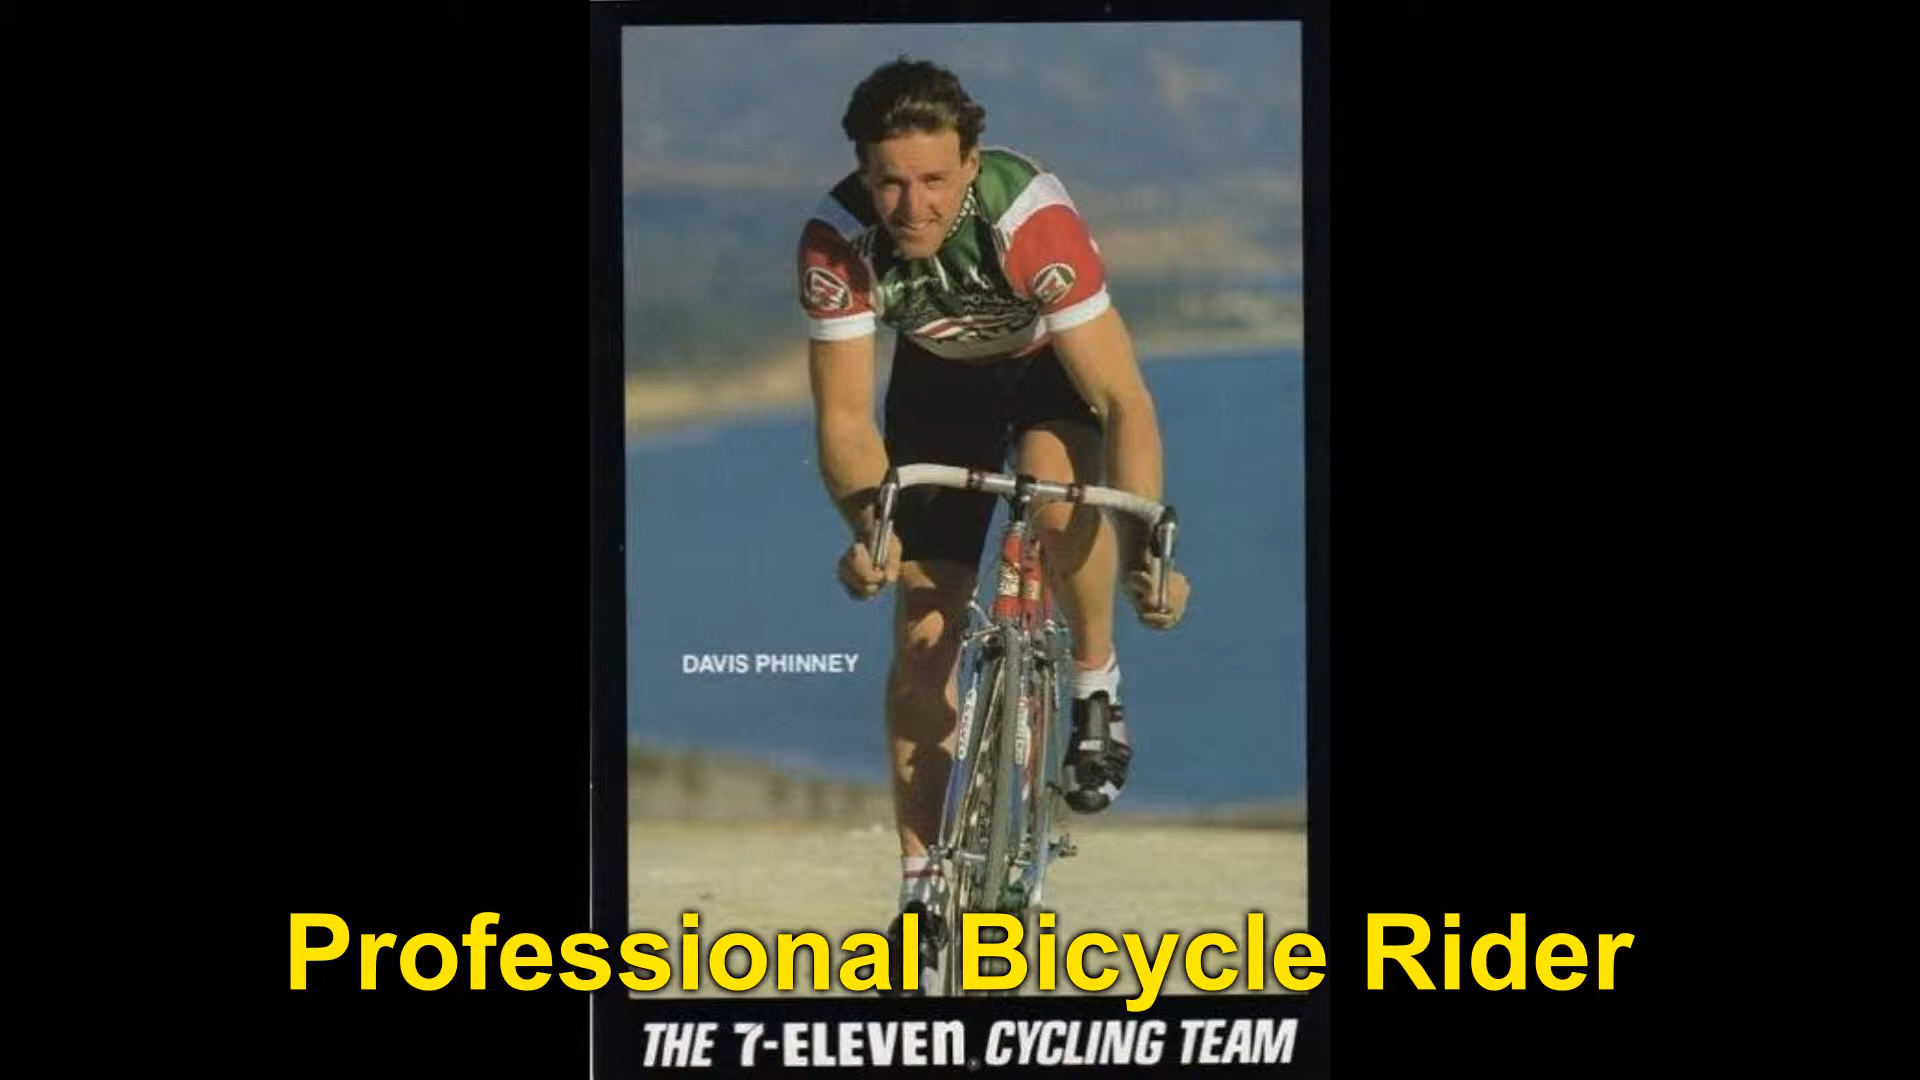 DAVIS PHINNEY
Professional Bicycle Rider
THE 7-ELEVEn CYCLING TEAM